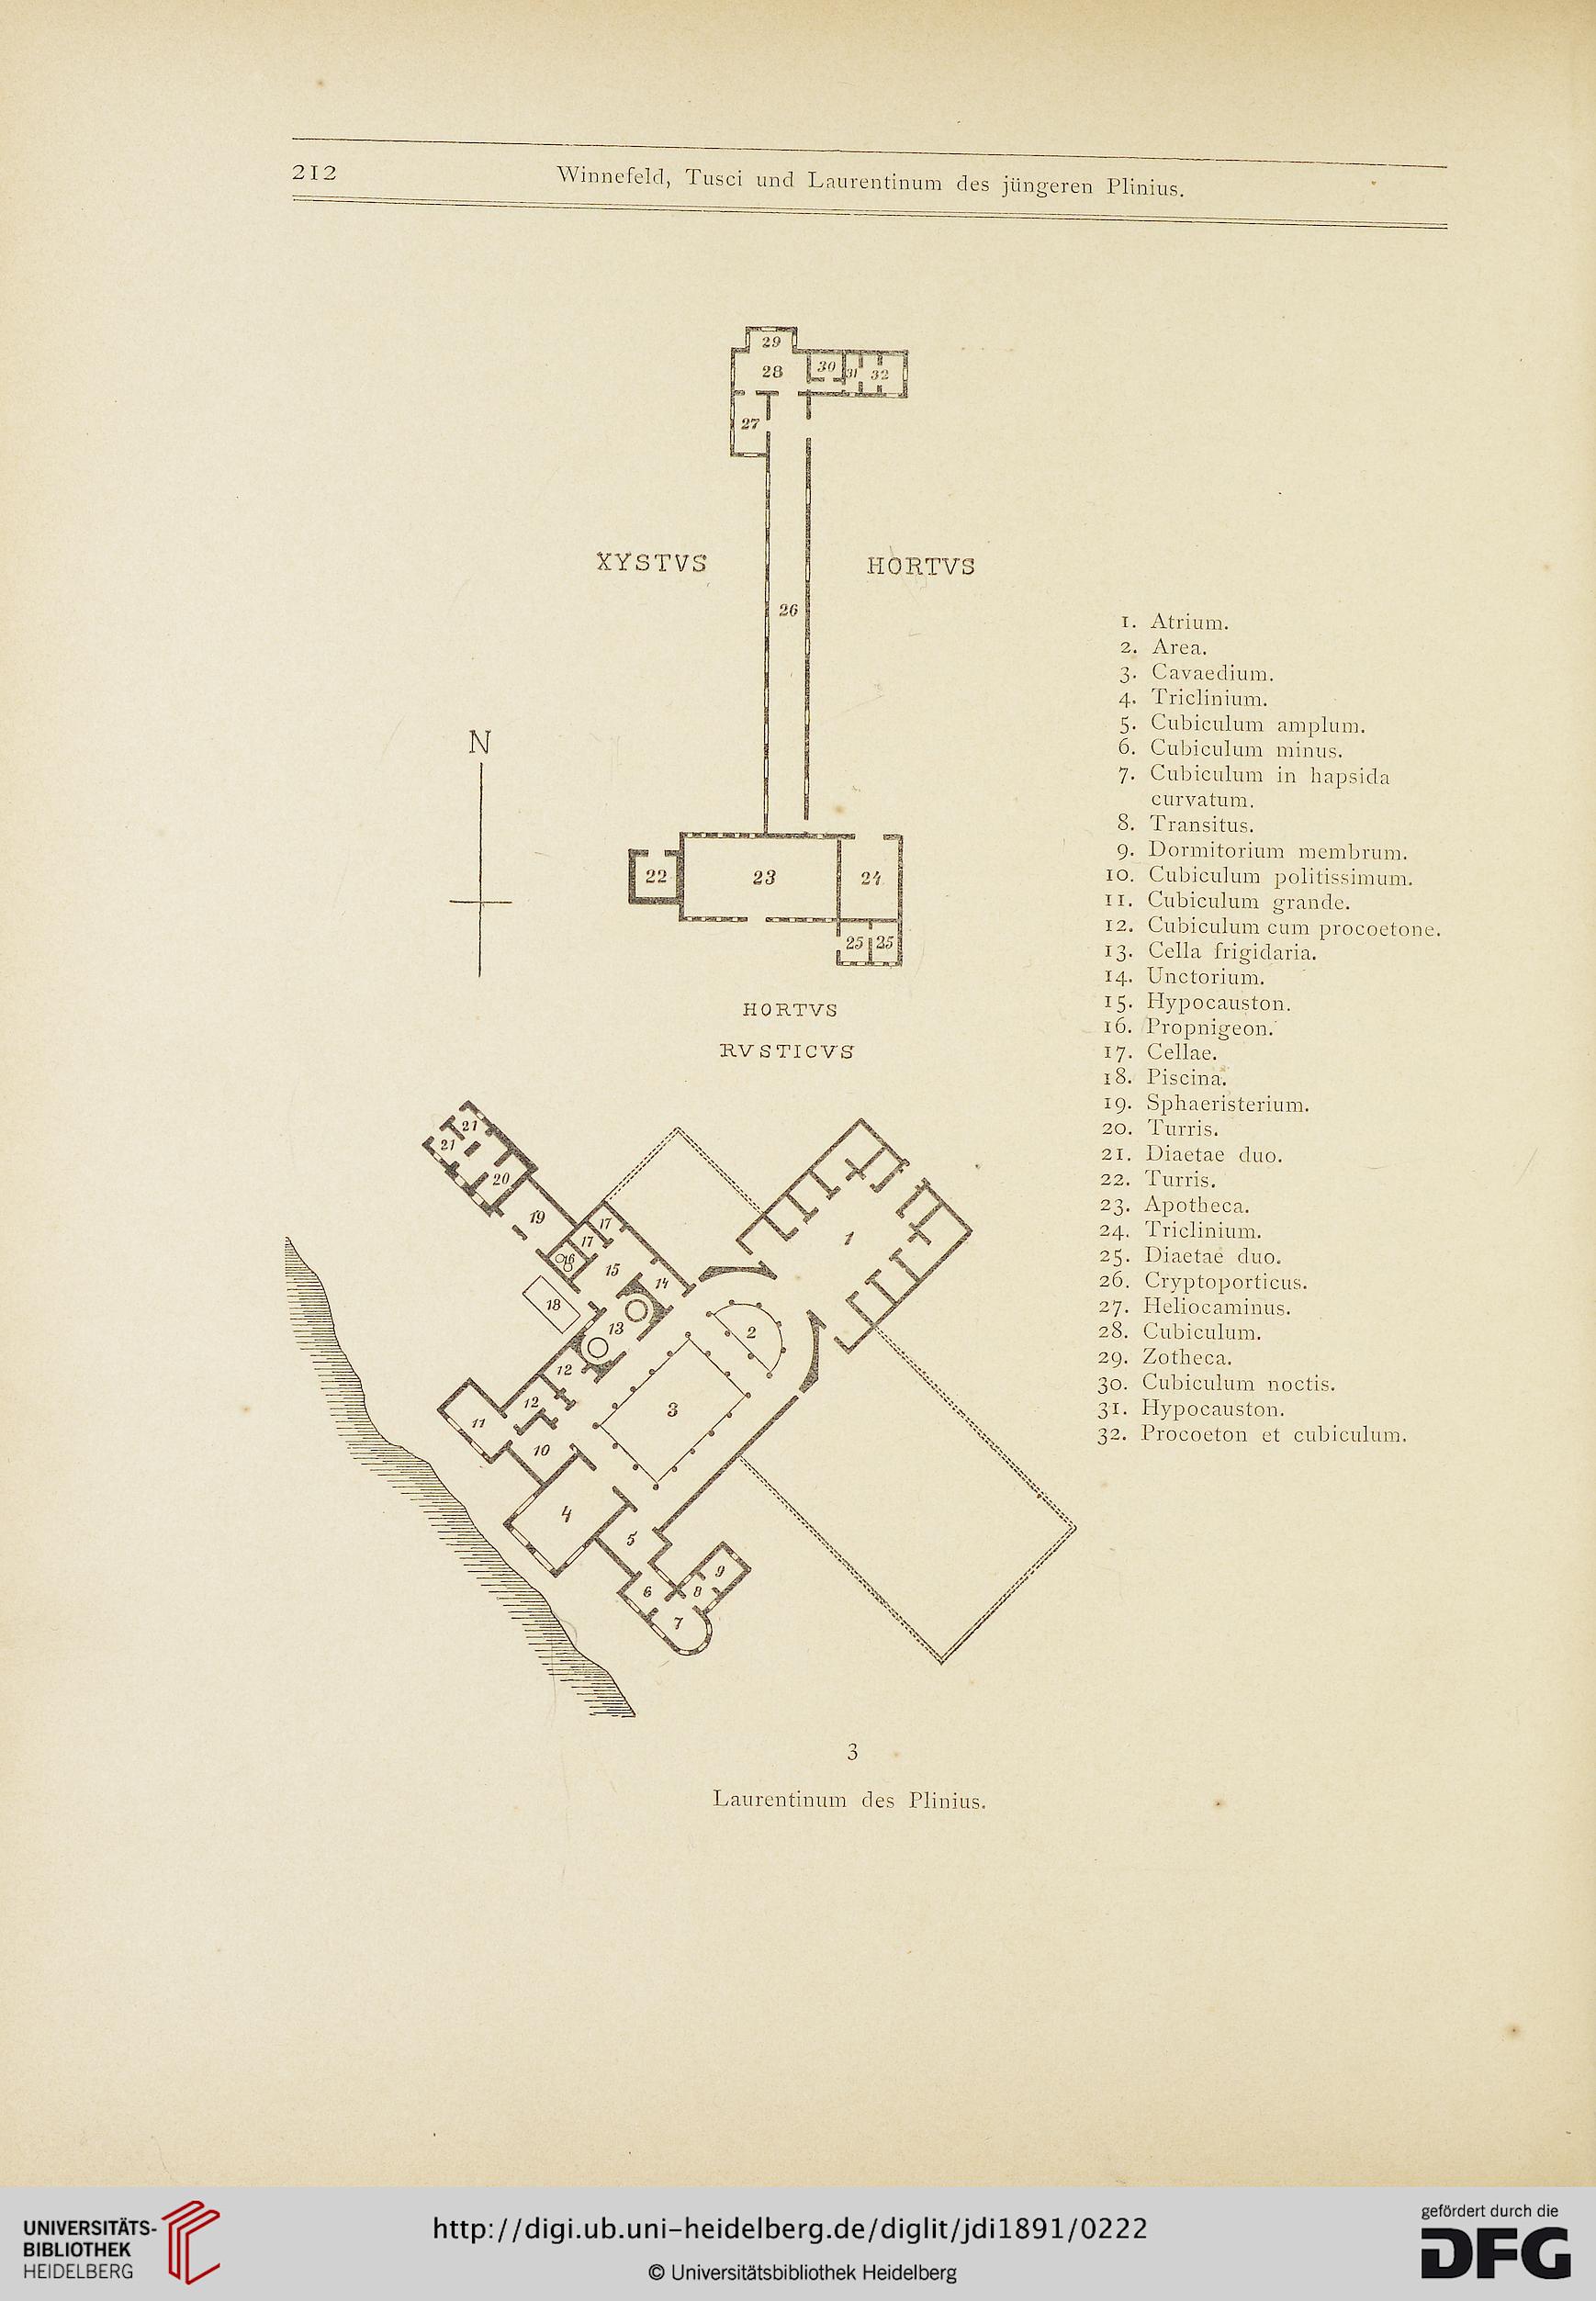 212
Winnefeld, Tusci und Laurentinum des jüngeren Plinius.
29
28
30
31
32
27
XYSTVS
HORTVS
26
N
22
23
24
25
25
HORTVS
RVSTICVS
1. Atrium.
2. Area.
3. Cavaedium.
4. Triclinium.
5. Cubiculum amplum.
6. Cubiculum minus.
7. Cubiculum in hapsida
curvatum.
8. Transitus.
9. Dormitorium membrum.
10. Cubiculum politissimum.
11. Cubiculum grande.
12. Cubiculum cum procoetone.
13. Cella frigidaria.
14. Unctorium.
15. Hypocauston.
16. Propnigeon.
17. Cellae.
18. Piscina.
19. Sphaeristerium.
20. Turris.
21. Diaetae duo.
22. Turris.
23. Apotheca.
24. Triclinium.
25. Diaetae duo.
26. Cryptoporticus.
27. Heliocaminus.
28. Cubiculum.
29. Zotheca.
30. Cubiculum noctis.
31. Hypocauston.
32. Procoeton et cubiculum.
21
21
20
19
17
17
16
15
14
18
13
1
2
12
12
11
10
3
4
5
6
7
8
9
3
Laurentinum des Plinius.
UNIVERSITÄTS-
BIBLIOTHEK
HEIDELBERG
http://digi.ub.uni-heidelberg.de/diglit/jdi1891/0222
© Universitätsbibliothek Heidelberg
gefördert durch die
DFG